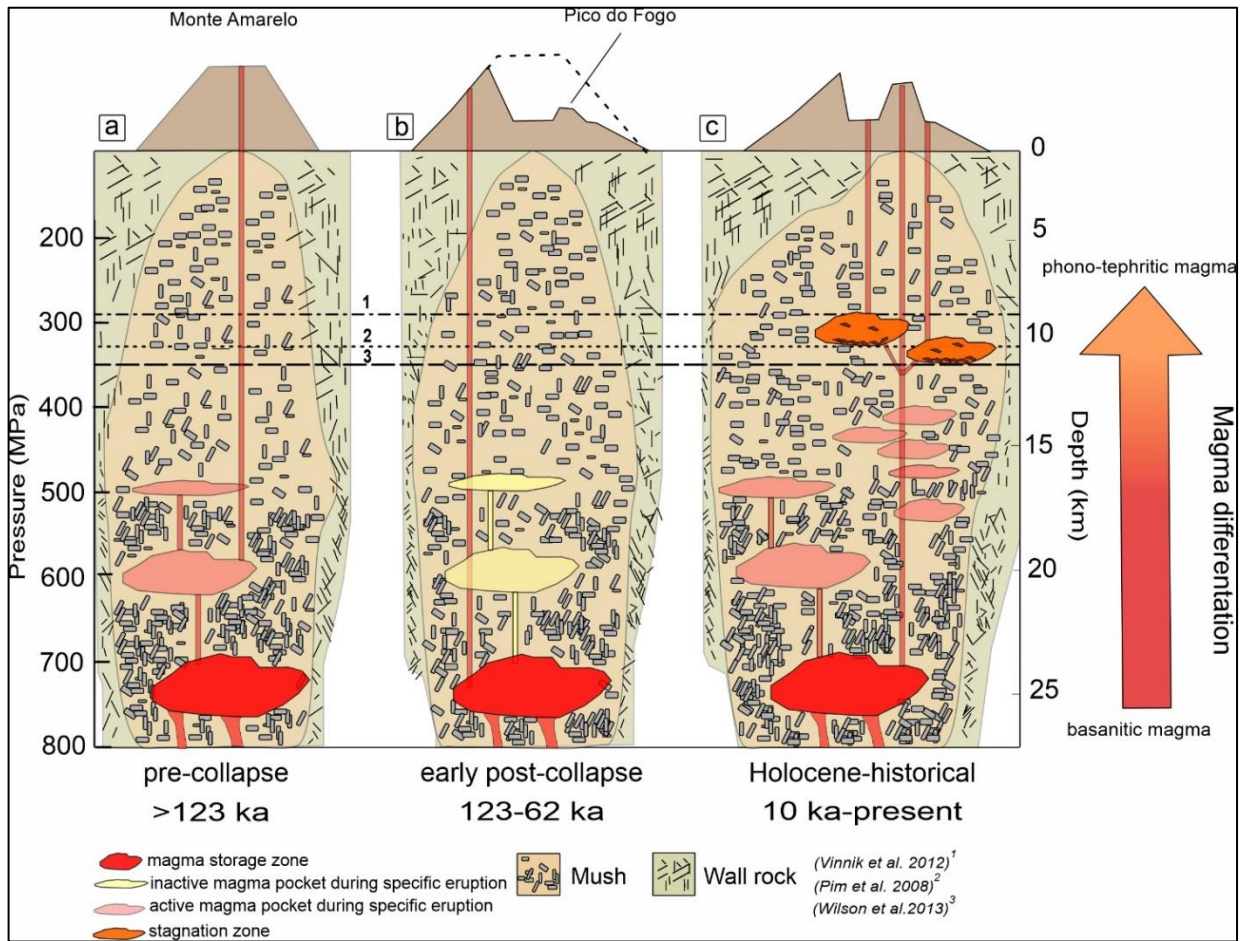 Monte Amarelo
Pico do Fogo
a
b
c
0
5
10
15
20
25
Depth (km)
200
300
400
500
600
700
800
Pressure (MPa)
1
2
3
phono-tephritic magma
Magma differentation
basanitic magma
pre-collapse
>123 ka
early post-collapse
123-62 ka
Holocene-historical
10 ka-present
magma storage zone
inactive magma pocket during specific eruption
active magma pocket during specific eruption
stagnation zone
Mush
Wall rock
(Vinnik et al. 2012)1
(Pim et al. 2008)2
(Wilson et al.2013)3